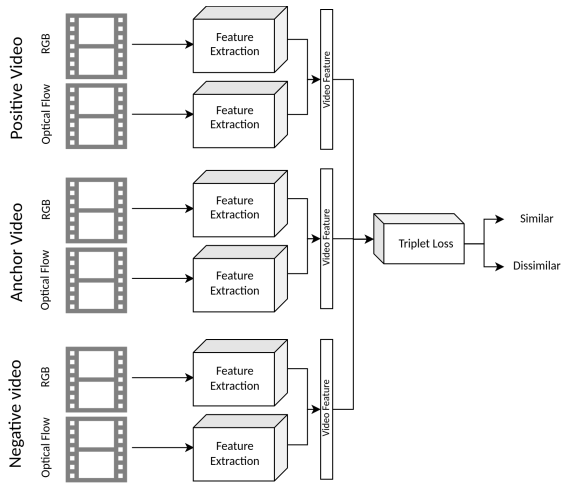 Positive Video
RGB
Feature
Extraction
Optical Flow
Feature
Extraction
Video Feature
Anchor Video
RGB
Feature
Extraction
Optical Flow
Feature
Extraction
Video Feature
Triplet Loss
Similar
Dissimilar
Negative video
RGB
Feature
Extraction
Optical Flow
Feature
Extraction
Video Feature